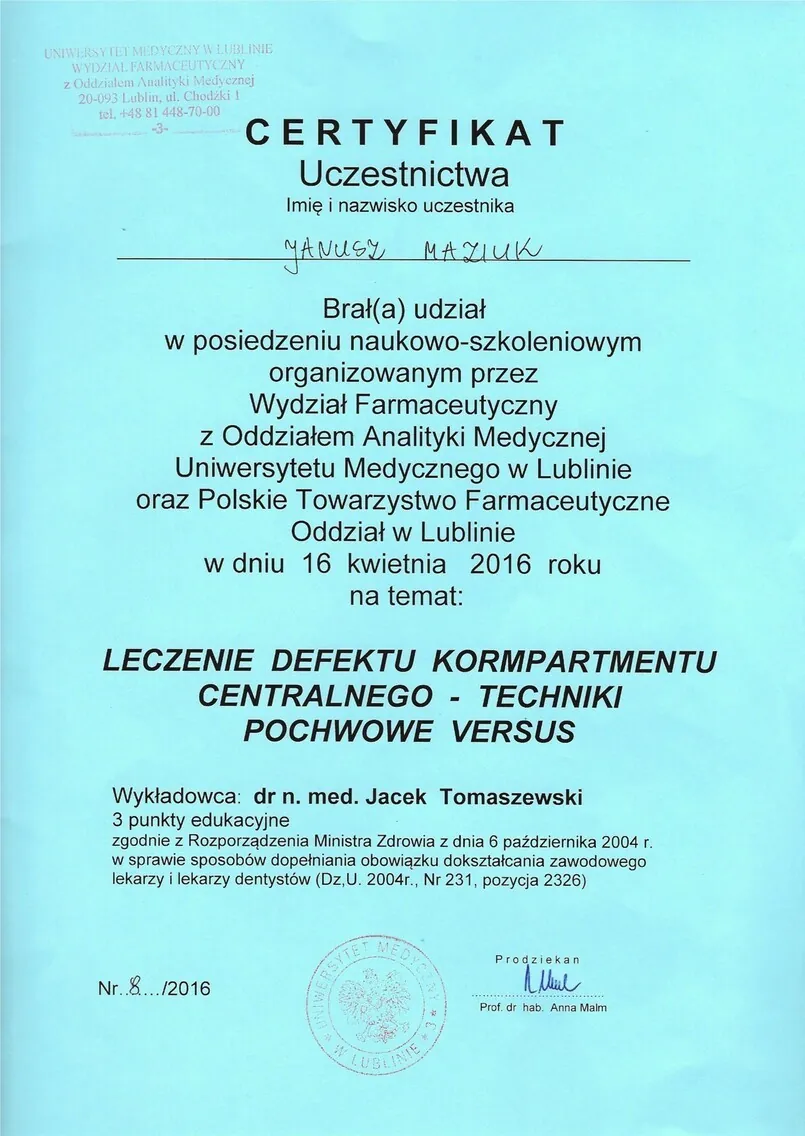 UNIWERSYTET MEDYCZNY W LUBLINIE
WYDZIAŁ FARMACEUTYCZNY
z Oddziałem Analityki Medycznej
20-093 Lublin, ul. Chodźki 1
tel. +48 81 448-70-00
-3-
CERTYFIKAT
Uczestnictwa
Imię i nazwisko uczestnika
JANUSZ MAZIUK
Brał(a) udział
w posiedzeniu naukowo-szkoleniowym
organizowanym przez
Wydział Farmaceutyczny
z Oddziałem Analityki Medycznej
Uniwersytetu Medycznego w Lublinie
oraz Polskie Towarzystwo Farmaceutyczne
Oddział w Lublinie
w dniu 16 kwietnia 2016 roku
na temat:
LECZENIE DEFEKTU KORMPARTMENTU
CENTRALNEGO - TECHNIKI
POCHWOWE VERSUS
Wykładowca: dr n. med. Jacek Tomaszewski
3 punkty edukacyjne
zgodnie z Rozporządzenia Ministra Zdrowia z dnia 6 października 2004 r.
w sprawie sposobów dopełniania obowiązku dokształcania zawodowego
lekarzy i lekarzy dentystów (Dz,U. 2004r., Nr 231, pozycja 2326)
Nr..8.../2016
UNIWERSYTET MEDYCZNY
W LUBLINIE
* 3 *
Prodziekan
Prof. dr hab. Anna Malm